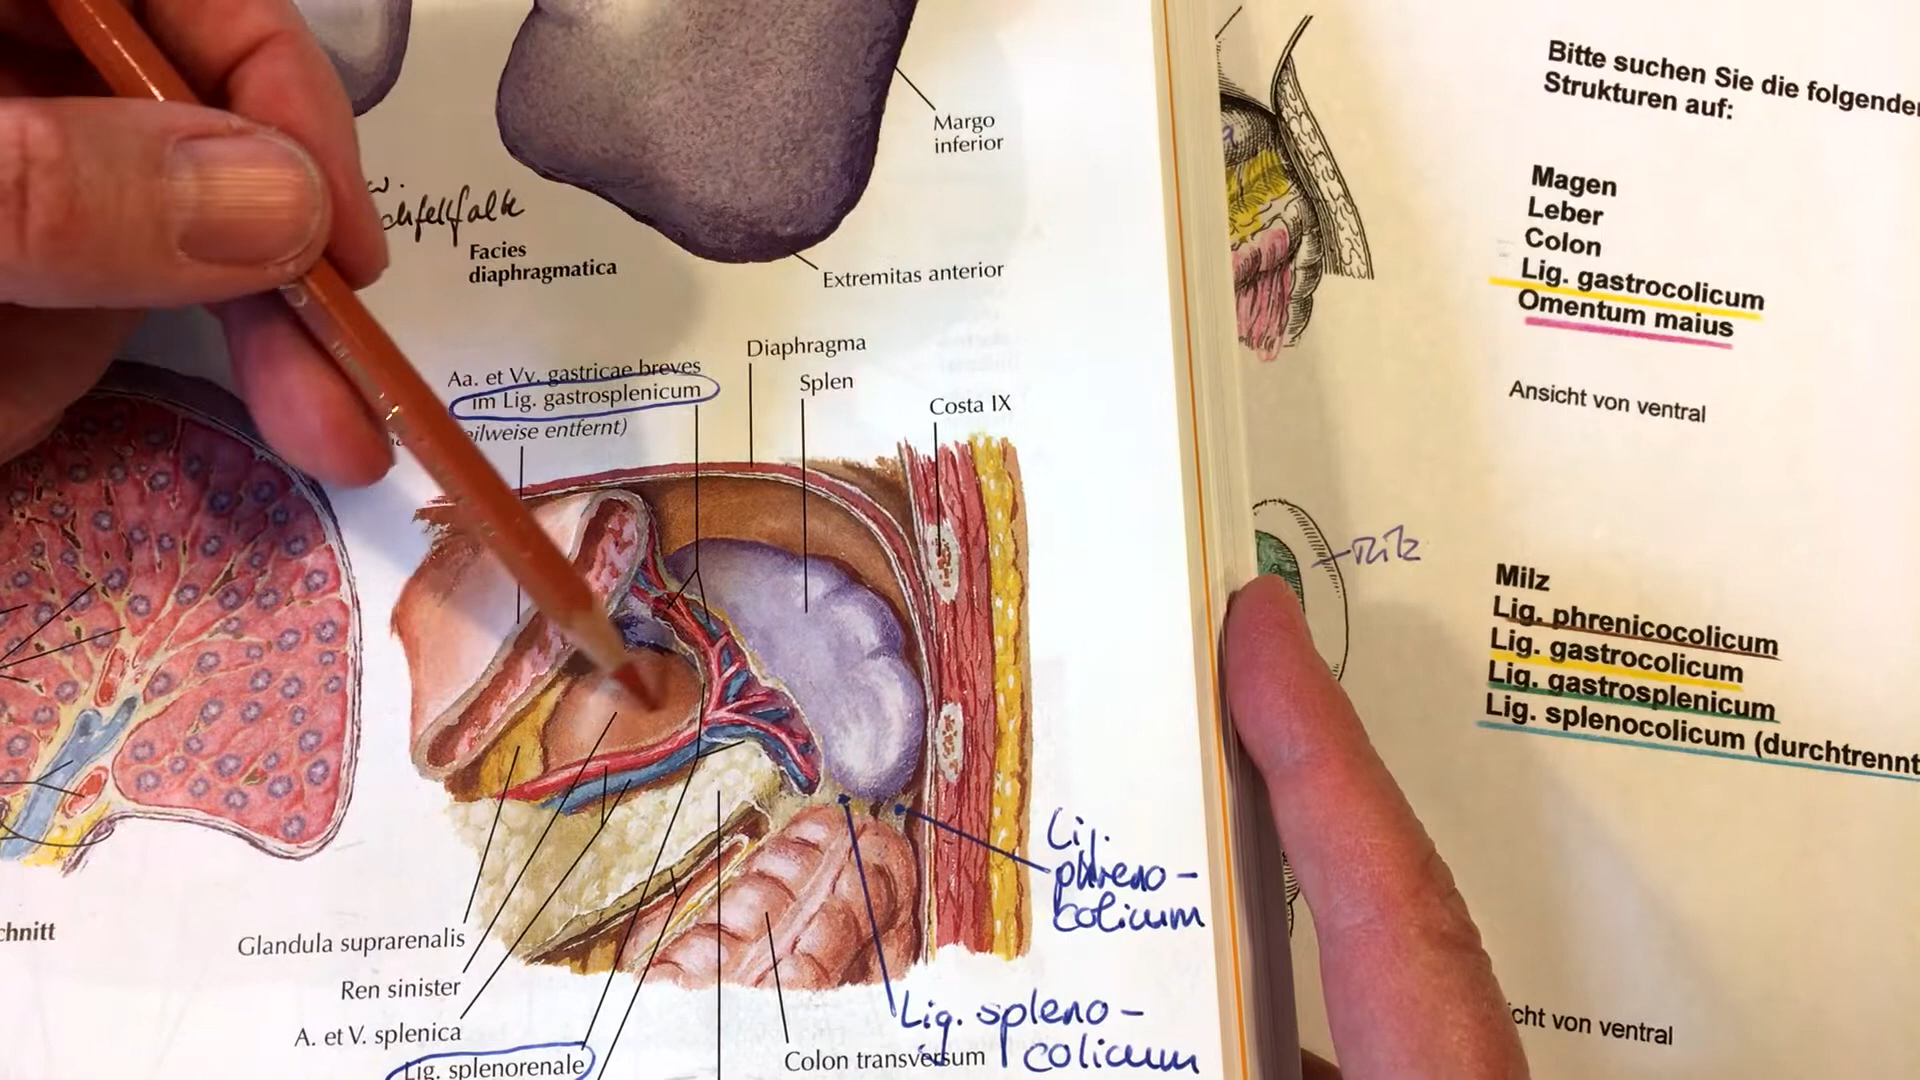 Margo
inferior
chfellfalte
Facies
diaphragmatica
Extremitas anterior
Diaphragma
Aa. et Vv. gastricae breves
im Lig. gastrosplenicum
eilweise entfernt)
Splen
Costa IX
Lig.
phreno-
colicum
chnitt
Glandula suprarenalis
Ren sinister
A. et V. splenica
Lig. splenorenale
Colon transversum
Lig. spleno-
colicum
Bitte suchen Sie die folgenden
Strukturen auf:
Magen
Leber
Colon
Lig. gastrocolicum
Omentum maius
Ansicht von ventral
Milz
Milz
Lig. phrenicocolicum
Lig. gastrocolicum
Lig. gastrosplenicum
Lig. splenocolicum (durchtrennt
icht von ventral